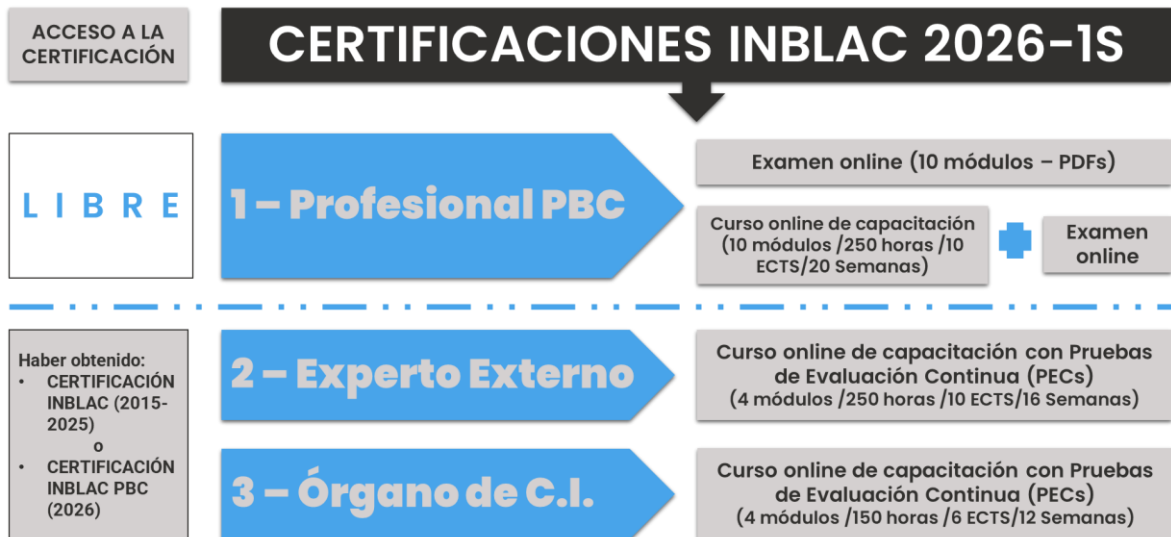 ACCESO A LA
CERTIFICACIÓN
CERTIFICACIONES INBLAC 2026-1S
LIBRE
1 – Profesional PBC
Examen online (10 módulos – PDFs)
Curso online de capacitación
(10 módulos /250 horas /10
ECTS/20 Semanas)
Examen
online
Haber obtenido:
• CERTIFICACIÓN
INBLAC (2015-
2025)
o
• CERTIFICACIÓN
INBLAC PBC
(2026)
2 – Experto Externo
Curso online de capacitación con Pruebas
de Evaluación Continua (PECs)
(4 módulos /250 horas /10 ECTS/16 Semanas)
3 – Órgano de C.I.
Curso online de capacitación con Pruebas
de Evaluación Continua (PECs)
(4 módulos /150 horas /6 ECTS/12 Semanas)